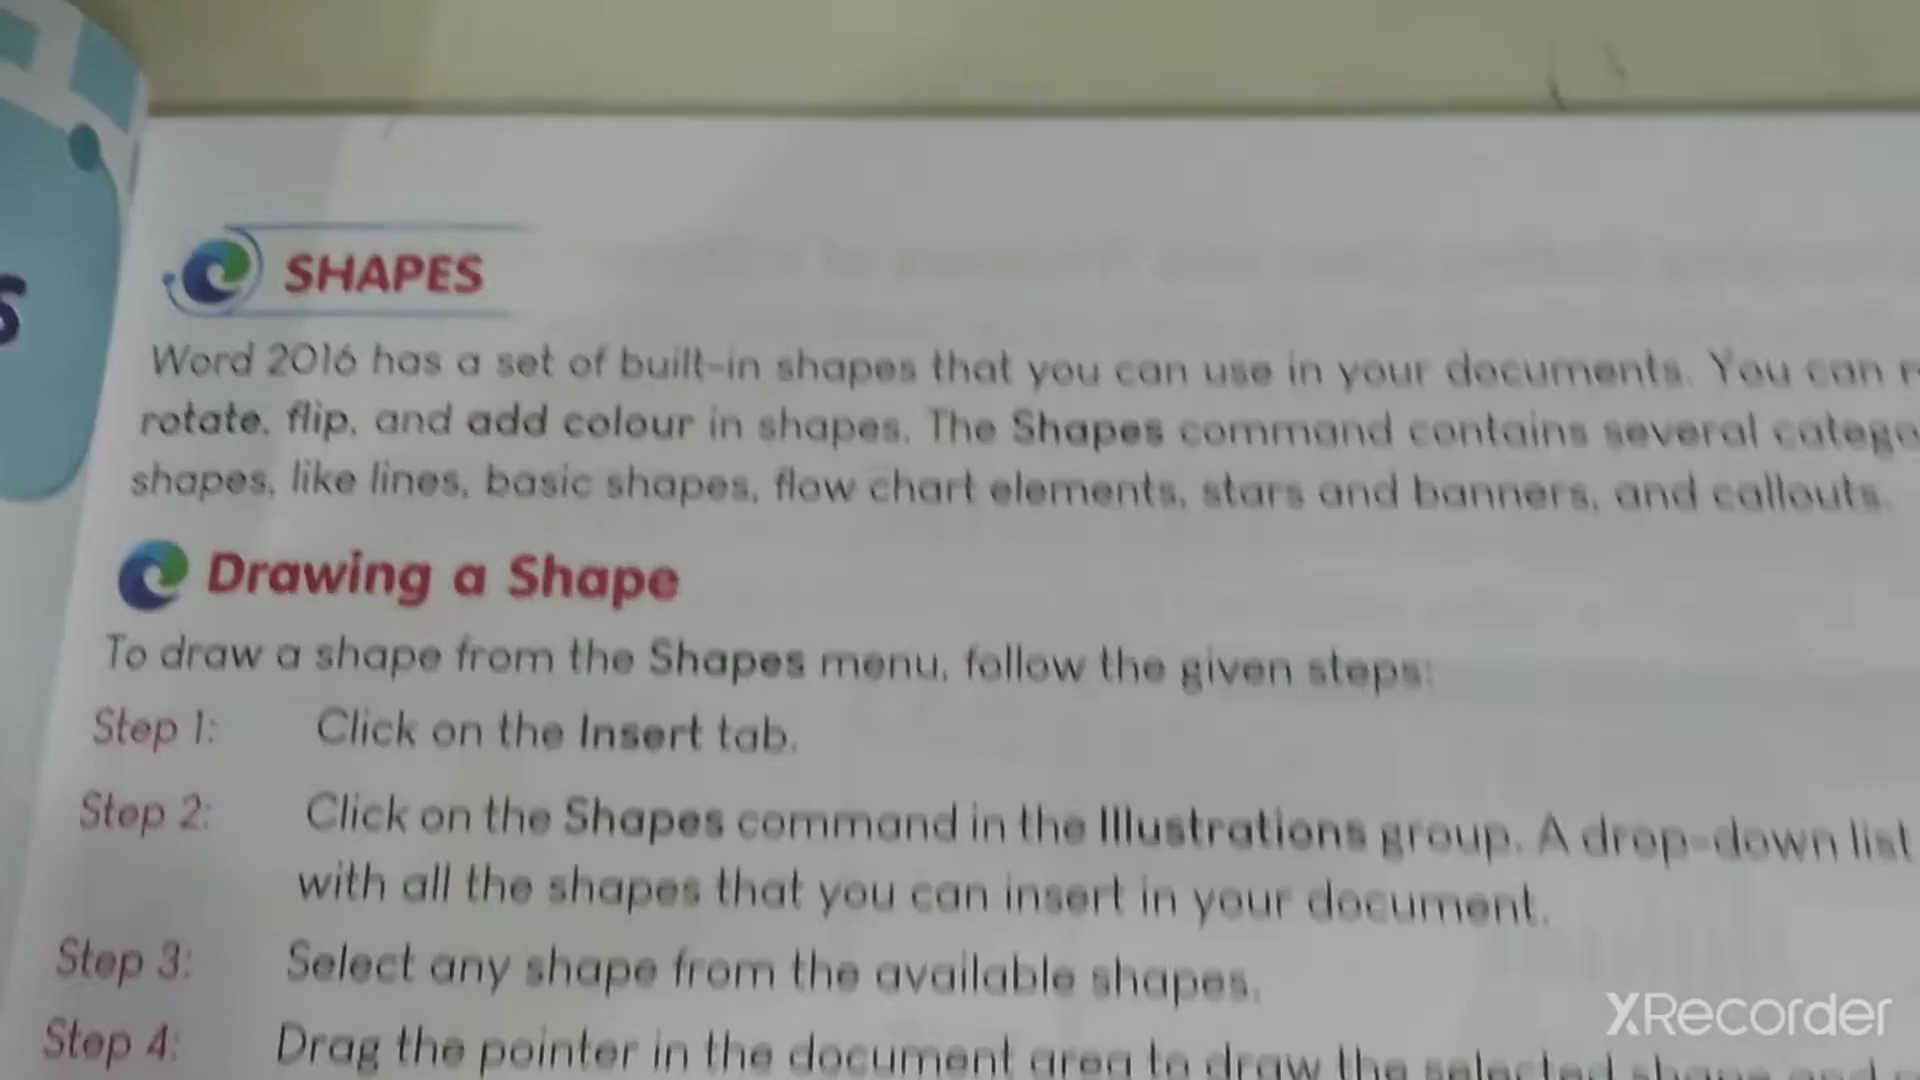 S
SHAPES
Word 2016 has a set of built-in shapes that you can use in your documents. You can
rotate, flip, and add colour in shapes. The Shapes command contains several
shapes, like lines, basic shapes, flow chart elements, stars and banners, and callouts.
Drawing a Shape
To draw a shape from the Shapes menu, follow the given steps:
Step 1: Click on the Insert tab.
Step 2: Click on the Shapes command in the Illustrations group. A drop-down list
with all the shapes that you can insert in your document.
Step 3: Select any shape from the available shapes.
Step 4: Drag the pointer in the document area to draw the selected shape and
XRecorder